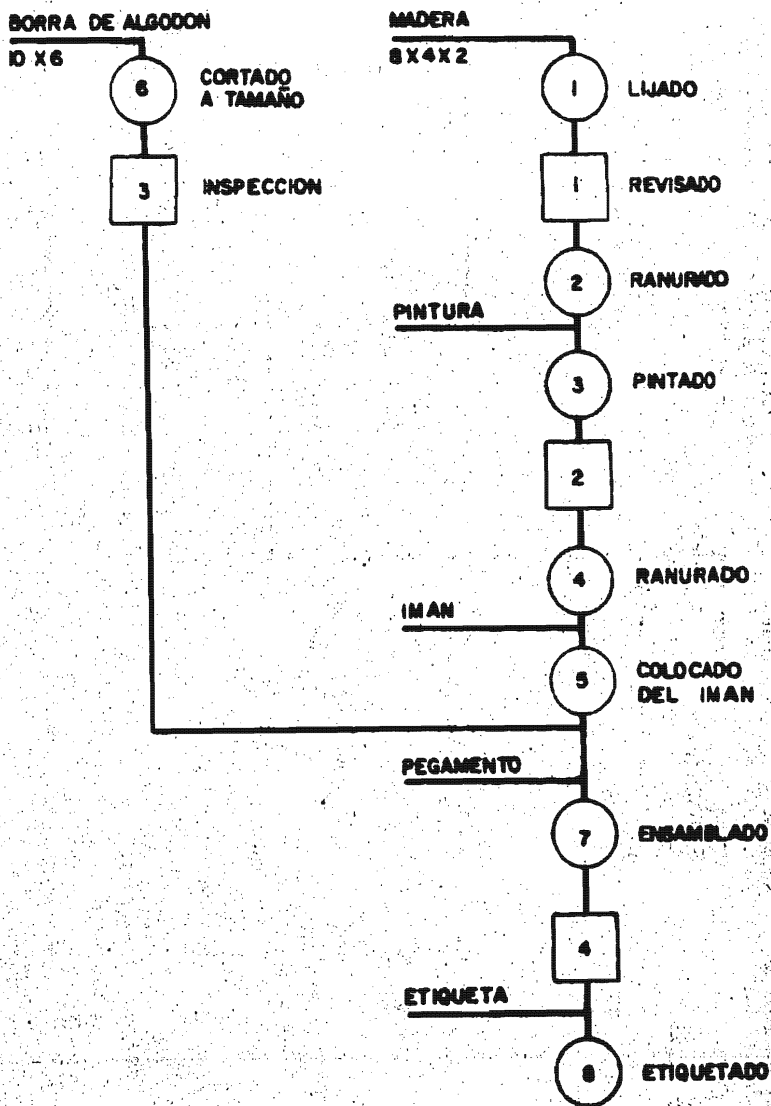 BORRA DE ALGODON
10 X 6
6
CORTADO
A TAMAÑO
3
INSPECCION
MADERA
8 X 4 X 2
1
LIJADO
1
REVISADO
2
RANURADO
PINTURA
3
PINTADO
2
4
RANURADO
IMAN
5
COLOCADO
DEL IMAN
PEGAMENTO
7
ENSAMBLADO
4
ETIQUETA
8
ETIQUETADO